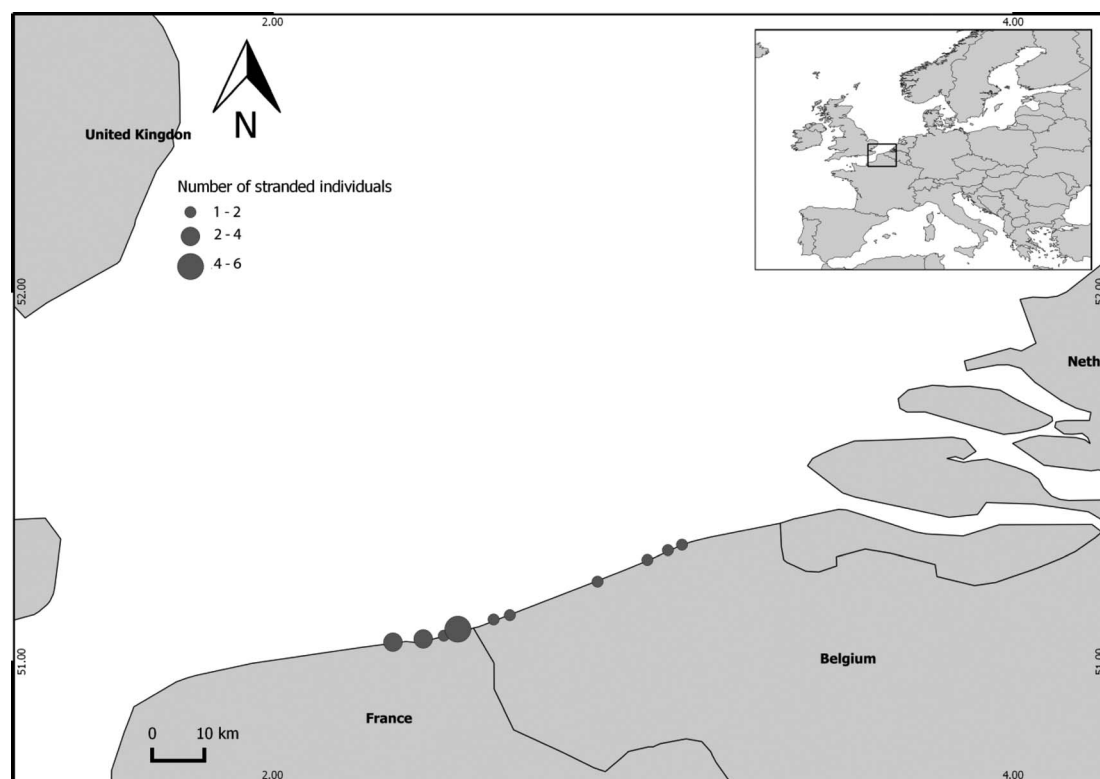 2.00
4.00
United Kingdon
N
Number of stranded individuals
1 - 2
2 - 4
4 - 6
52.00
52.00
Neth
51.00
51.00
Belgium
France
0 10 km
2.00
4.00